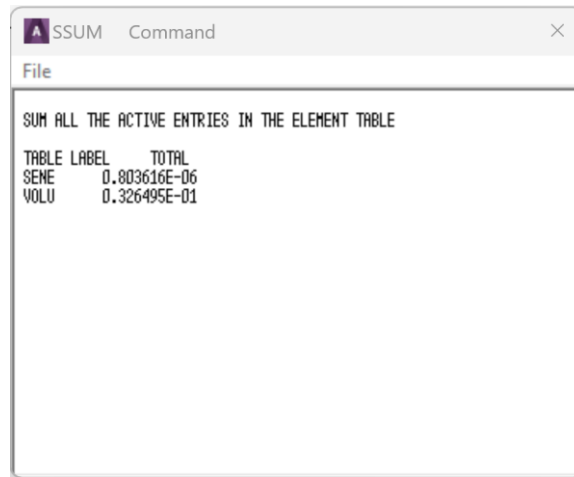 A SSUM Command
File
SUM ALL THE ACTIVE ENTRIES IN THE ELEMENT TABLE
TABLE LABEL TOTAL
SENE 0.803616E-06
VOLU 0.326495E-01